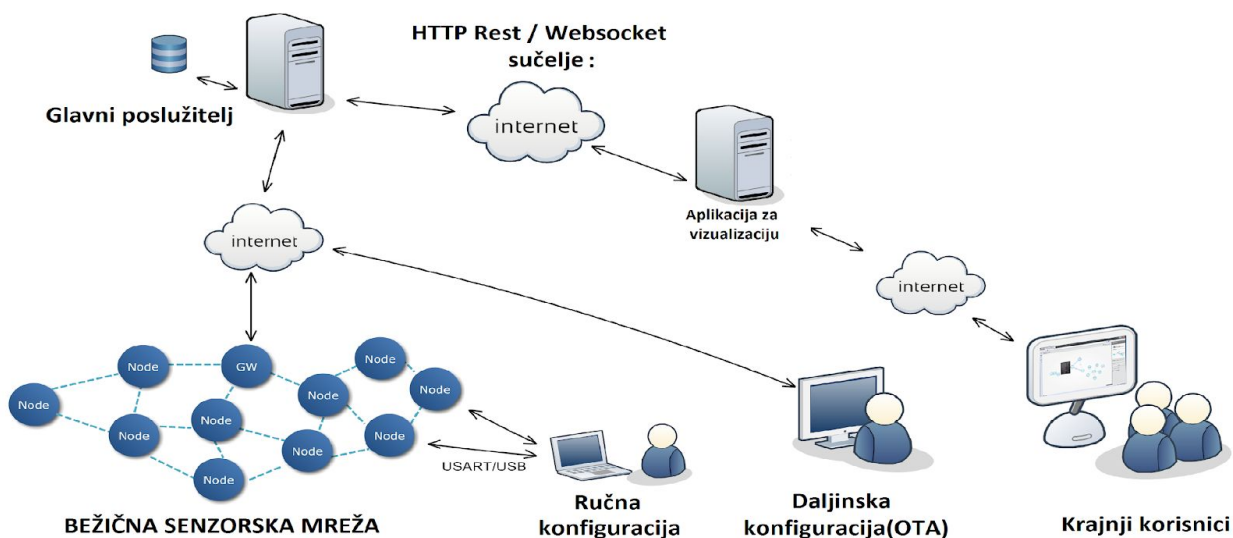 HTTP Rest / Websocket
sučelje :
Glavni poslužitelj
internet
Aplikacija za
vizualizaciju
internet
internet
Node
Node
GW
Node
Node
Node
Node
Node
Node
Node
Node
USART/USB
BEŽIČNA SENZORSKA MREŽA
Ručna
konfiguracija
Daljinska
konfiguracija(OTA)
Krajnji korisnici